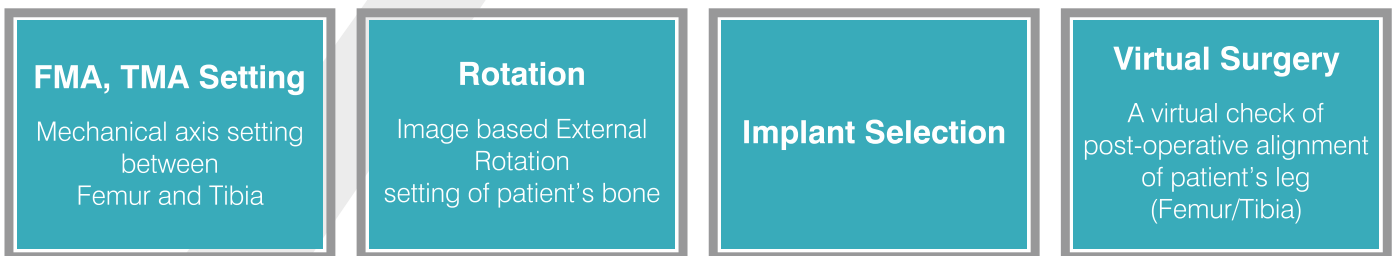 FMA, TMA Setting
Mechanical axis setting
between
Femur and Tibia
Rotation
Image based External
Rotation
setting of patient's bone
Implant Selection
Virtual Surgery
A virtual check of
post-operative alignment
of patient's leg
(Femur/Tibia)